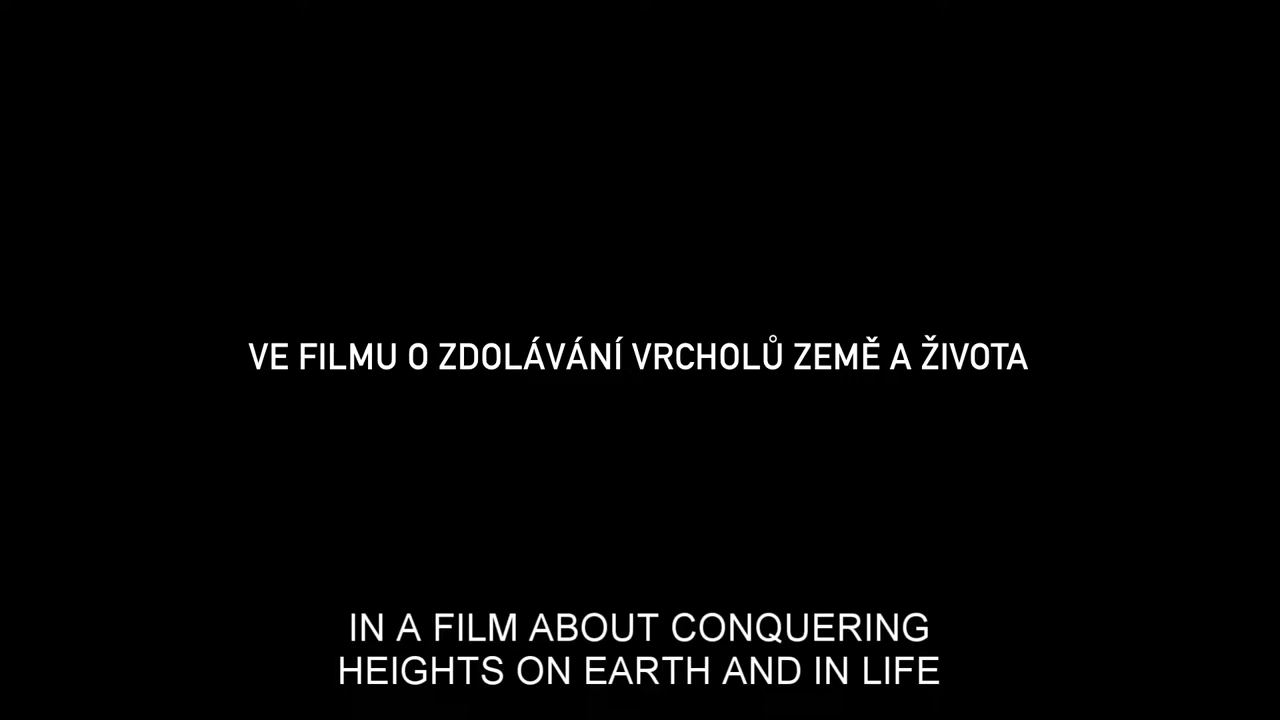 VE FILMU O ZDOLÁVÁNÍ VRCHOLŮ ZEMĚ A ŽIVOTA
IN A FILM ABOUT CONQUERING
HEIGHTS ON EARTH AND IN LIFE